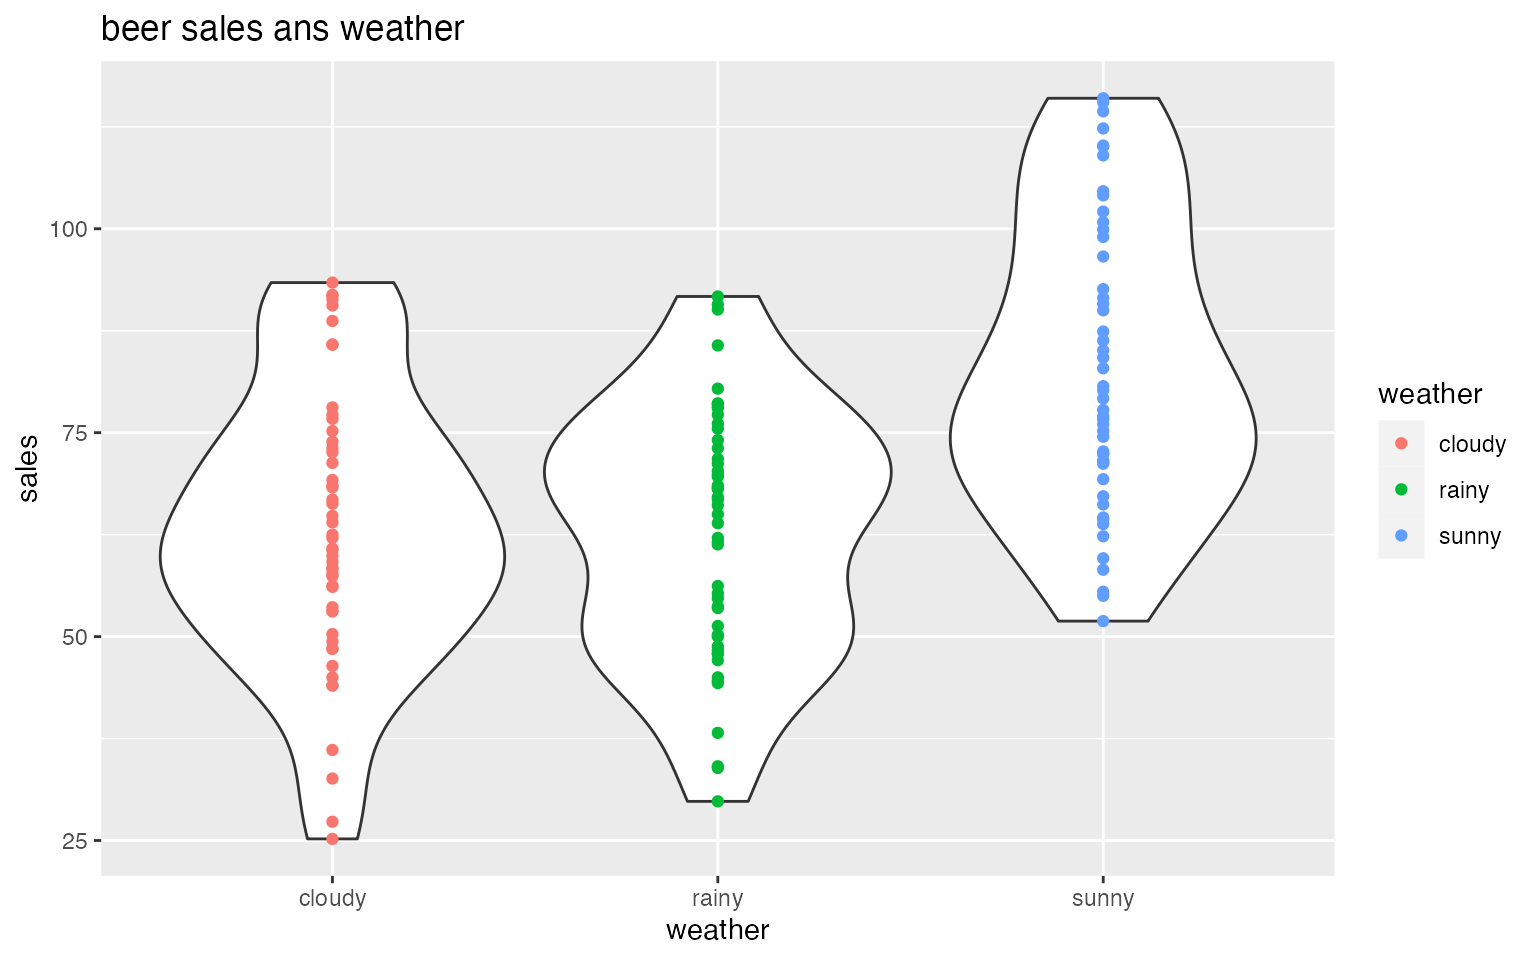 beer sales ans weather
100
75
50
25
sales
cloudy
rainy
sunny
weather
weather
cloudy
rainy
sunny